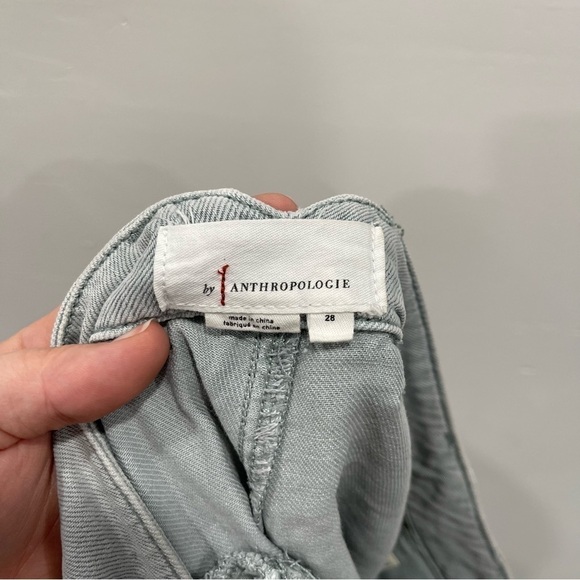 by ANTHROPOLOGIE
made in china
fabriqué en chine
28